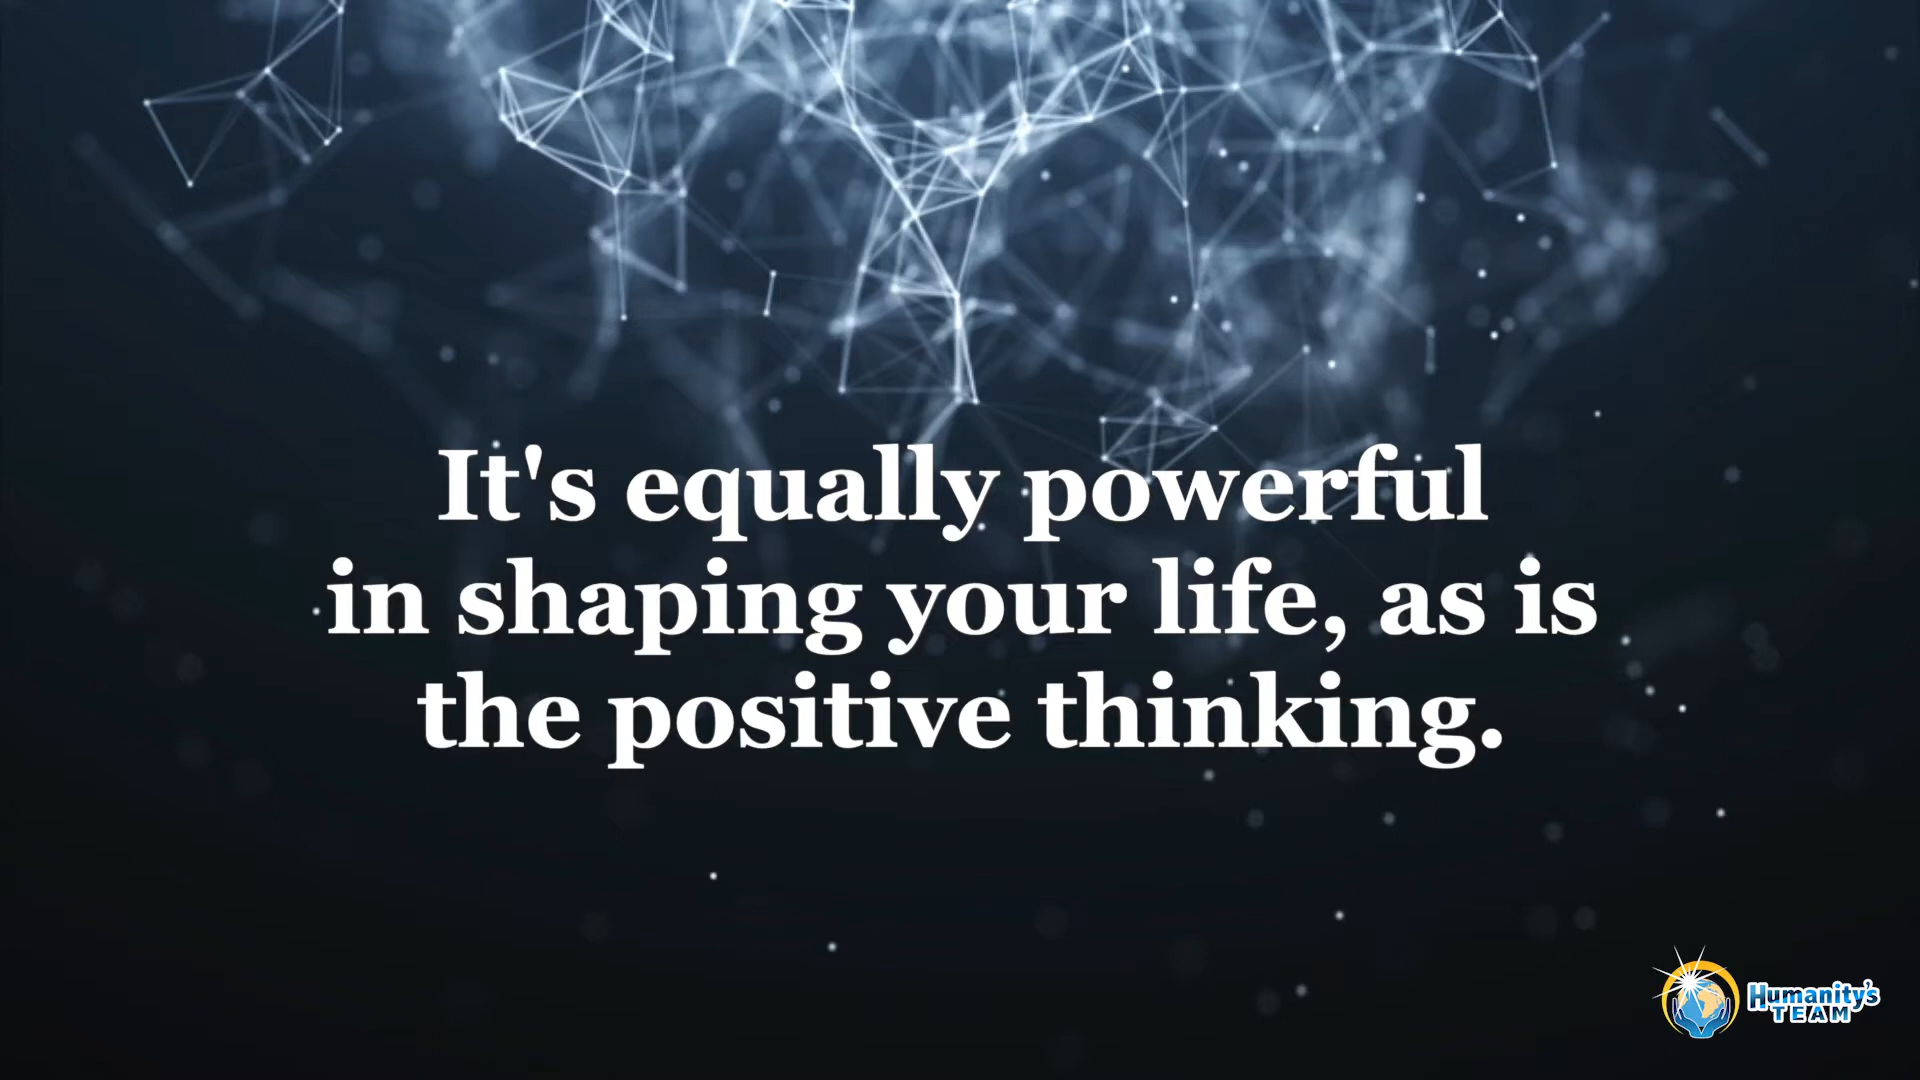 It's equally powerful
in shaping your life, as is
the positive thinking.
Humanity's
TEAM